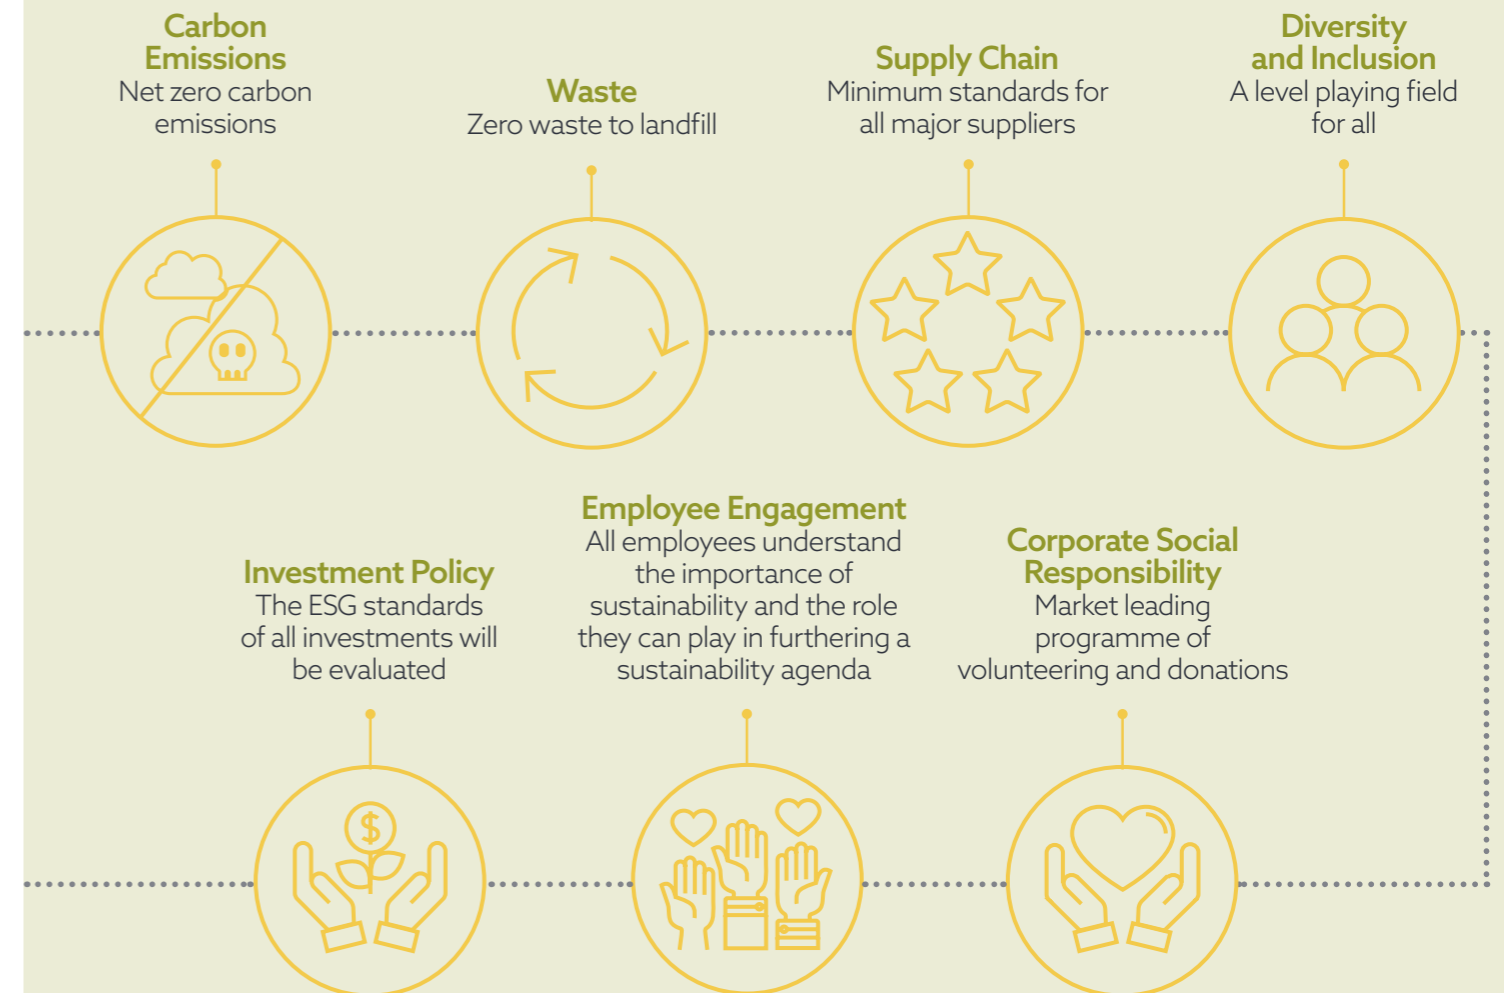 Carbon
Emissions
Net zero carbon
emissions
Waste
Zero waste to landfill
Supply Chain
Minimum standards for
all major suppliers
Diversity
and Inclusion
A level playing field
for all
Investment Policy
The ESG standards
of all investments will
be evaluated
$
Employee Engagement
All employees understand
the importance of
sustainability and the role
they can play in furthering a
sustainability agenda
Corporate Social
Responsibility
Market leading
programme of
volunteering and donations